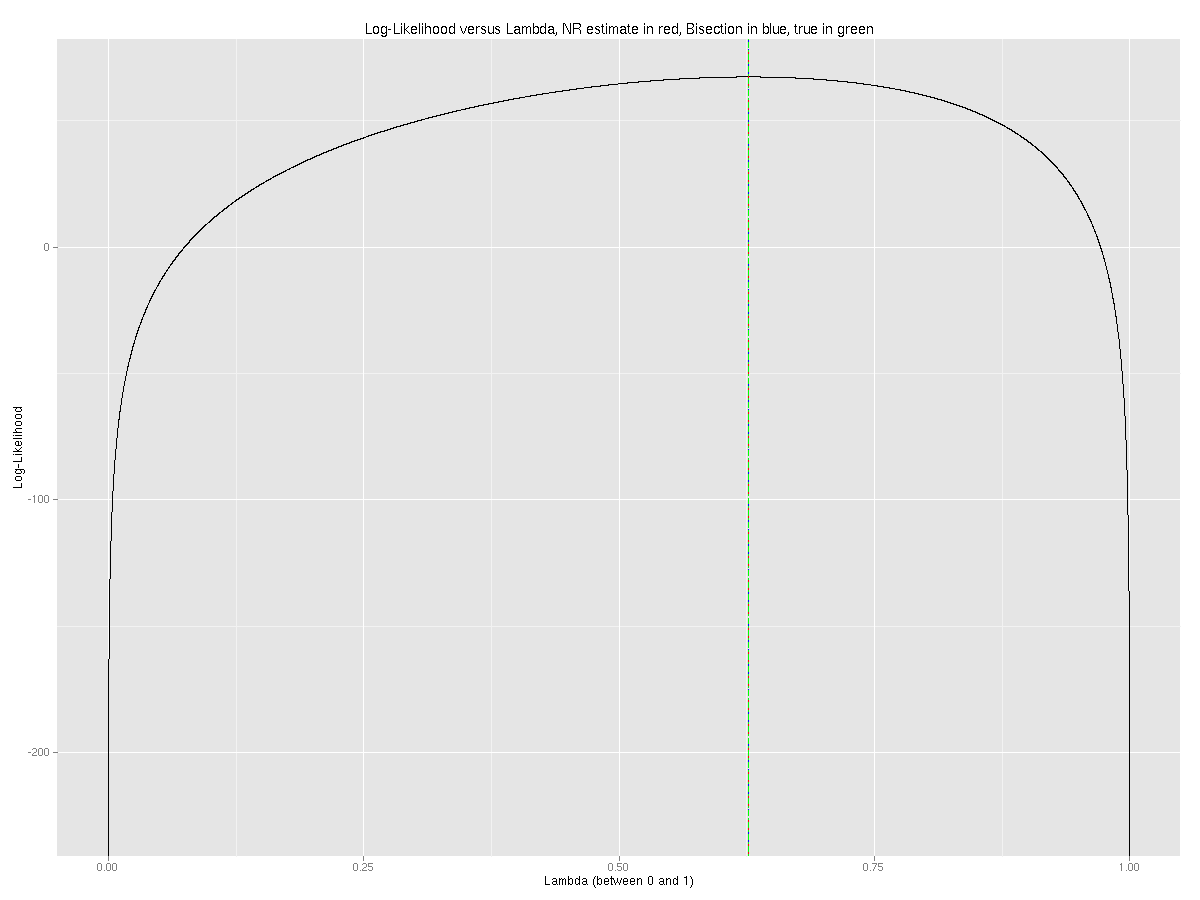 Log-Likelihood versus Lambda, NR estimate in red, Bisection in blue, true in green
Log-Likelihood
0
-100
-200
0.00
0.25
0.50
0.75
1.00
Lambda (between 0 and 1)